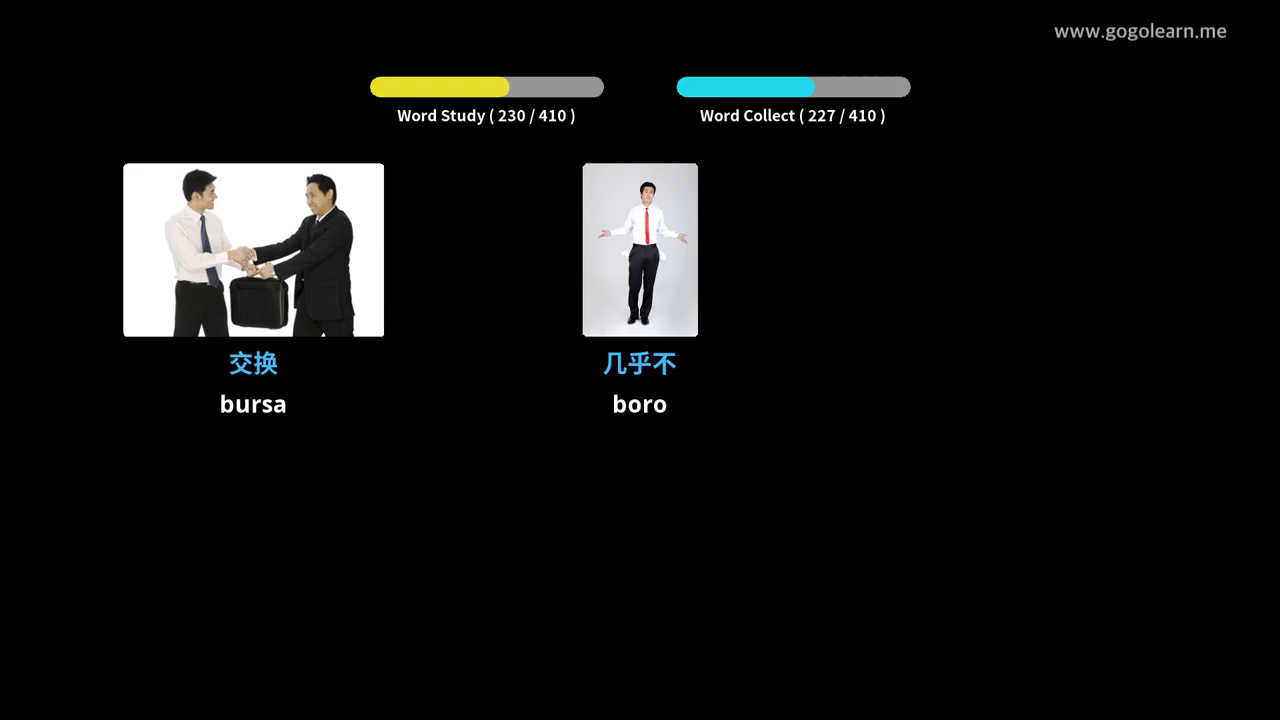 www.gogolearn.me
Word Study ( 230 / 410 )
Word Collect ( 227 / 410 )
交换
bursa
几乎不
boro